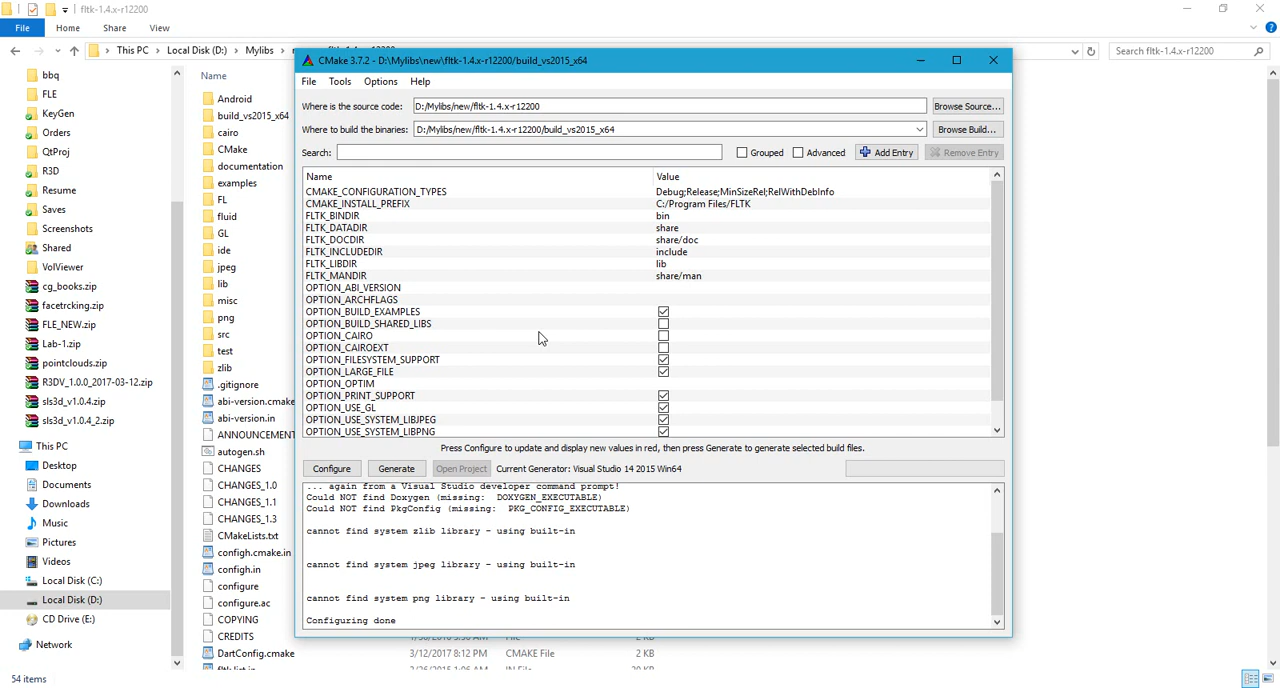 fltk-1.4.x-r12200
File Home Share View
This PC Local Disk (D:) Mylibs
Search fltk-1.4.x-r12200
bbq
FLE
KeyGen
Orders
QtProj
R3D
Resume
Saves
Screenshots
Shared
VolViewer
cg_books.zip
facetrcking.zip
FLE_NEW.zip
Lab-1.zip
pointclouds.zip
R3DV_1.0.0_2017-03-12.zip
sls3d_v1.0.4.zip
sls3d_v1.0.4_2.zip
This PC
Desktop
Documents
Downloads
Music
Pictures
Videos
Local Disk (C:)
Local Disk (D:)
CD Drive (E:)
Network
54 items
Name
Android
build_vs2015_x64
cairo
CMake
documentation
examples
FL
fluid
GL
ide
jpeg
lib
misc
png
src
test
zlib
.gitignore
abi-version.cmake
abi-version.in
ANNOUNCEMENT
autogen.sh
CHANGES
CHANGES_1.0
CHANGES_1.1
CHANGES_1.3
CMakeLists.txt
configh.cmake.in
configh.in
configure
configure.ac
COPYING
CREDITS
DartConfig.cmake 3/12/2017 8:12 PM CMAKE File 2 KB
CMake 3.7.2 - D:\Mylibs\new\fltk-1.4.x-r12200/build_vs2015_x64
File Tools Options Help
Where is the source code: D:/Mylibs/new/fltk-1.4.x-r12200 Browse Source...
Where to build the binaries: D:/Mylibs/new/fltk-1.4.x-r12200/build_vs2015_x64 Browse Build...
Search: Grouped Advanced Add Entry Remove Entry
Name Value
CMAKE_CONFIGURATION_TYPES Debug;Release;MinSizeRel;RelWithDebInfo
CMAKE_INSTALL_PREFIX C:/Program Files/FLTK
FLTK_BINDIR bin
FLTK_DATADIR share
FLTK_DOCDIR share/doc
FLTK_INCLUDEDIR include
FLTK_LIBDIR lib
FLTK_MANDIR share/man
OPTION_ABI_VERSION
OPTION_ARCHFLAGS
OPTION_BUILD_EXAMPLES
OPTION_BUILD_SHARED_LIBS
OPTION_CAIRO
OPTION_CAIROEXT
OPTION_FILESYSTEM_SUPPORT
OPTION_LARGE_FILE
OPTION_OPTIM
OPTION_PRINT_SUPPORT
OPTION_USE_GL
OPTION_USE_SYSTEM_LIBJPEG
OPTION_USE_SYSTEM_LIBPNG
Press Configure to update and display new values in red, then press Generate to generate selected build files.
Configure Generate Open Project Current Generator: Visual Studio 14 2015 Win64
... again from a Visual Studio developer command prompt!
Could NOT find Doxygen (missing: DOXYGEN_EXECUTABLE)
Could NOT find PkgConfig (missing: PKG_CONFIG_EXECUTABLE)
cannot find system zlib library - using built-in
cannot find system jpeg library - using built-in
cannot find system png library - using built-in
Configuring done